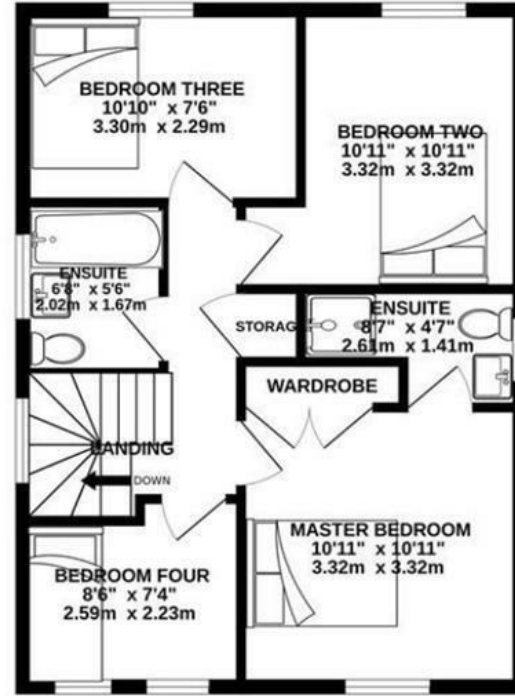 BEDROOM THREE
10'10" x 7'6"
3.30m x 2.29m
BEDROOM TWO
10'11" x 10'11"
3.32m x 3.32m
ENSUITE
6'8" x 5'6"
2.02m x 1.67m
STORAG
ENSUITE
8'7" x 4'7"
2.61m x 1.41m
WARDROBE
LANDING
DOWN
MASTER BEDROOM
10'11" x 10'11"
3.32m x 3.32m
BEDROOM FOUR
8'6" x 7'4"
2.59m x 2.23m